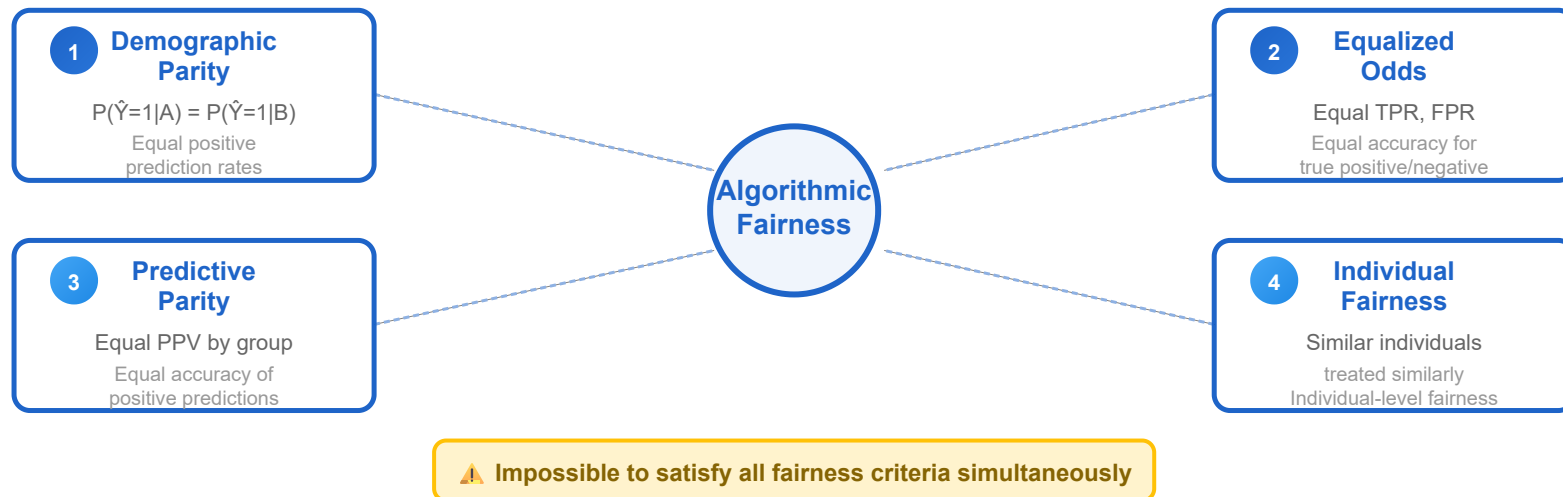 1
Demographic
Parity
P(Ŷ=1|A) = P(Ŷ=1|B)
Equal positive
prediction rates
2
Equalized
Odds
Equal TPR, FPR
Equal accuracy for
true positive/negative
Algorithmic
Fairness
3
Predictive
Parity
Equal PPV by group
Equal accuracy of
positive predictions
4
Individual
Fairness
Similar individuals
treated similarly
Individual-level fairness
⚠ Impossible to satisfy all fairness criteria simultaneously